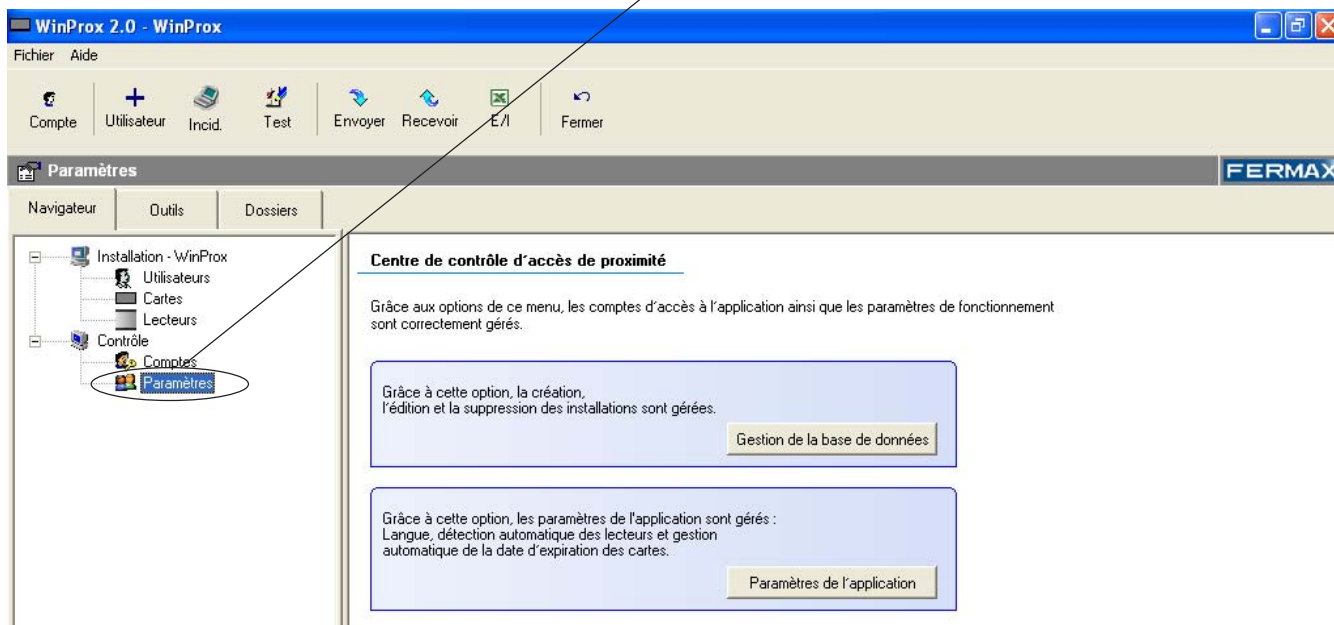 WinProx 2.0 - WinProx
Fichier Aide
Compte Utilisateur Incid. Test Envoyer Recevoir E/I Fermer
Paramètres FERMAX
Navigateur Outils Dossiers
Installation - WinProx
Utilisateurs
Cartes
Lecteurs
Contrôle
Comptes
Paramètres
Centre de contrôle d´accès de proximité
Grâce aux options de ce menu, les comptes d´accès à l´application ainsi que les paramètres de fonctionnement
sont correctement gérés.
Grâce à cette option, la création,
l´édition et la suppression des installations sont gérées.
Gestion de la base de données
Grâce à cette option, les paramètres de l'application sont gérés :
Langue, détection automatique des lecteurs et gestion
automatique de la date d´expiration des cartes.
Paramètres de l´application